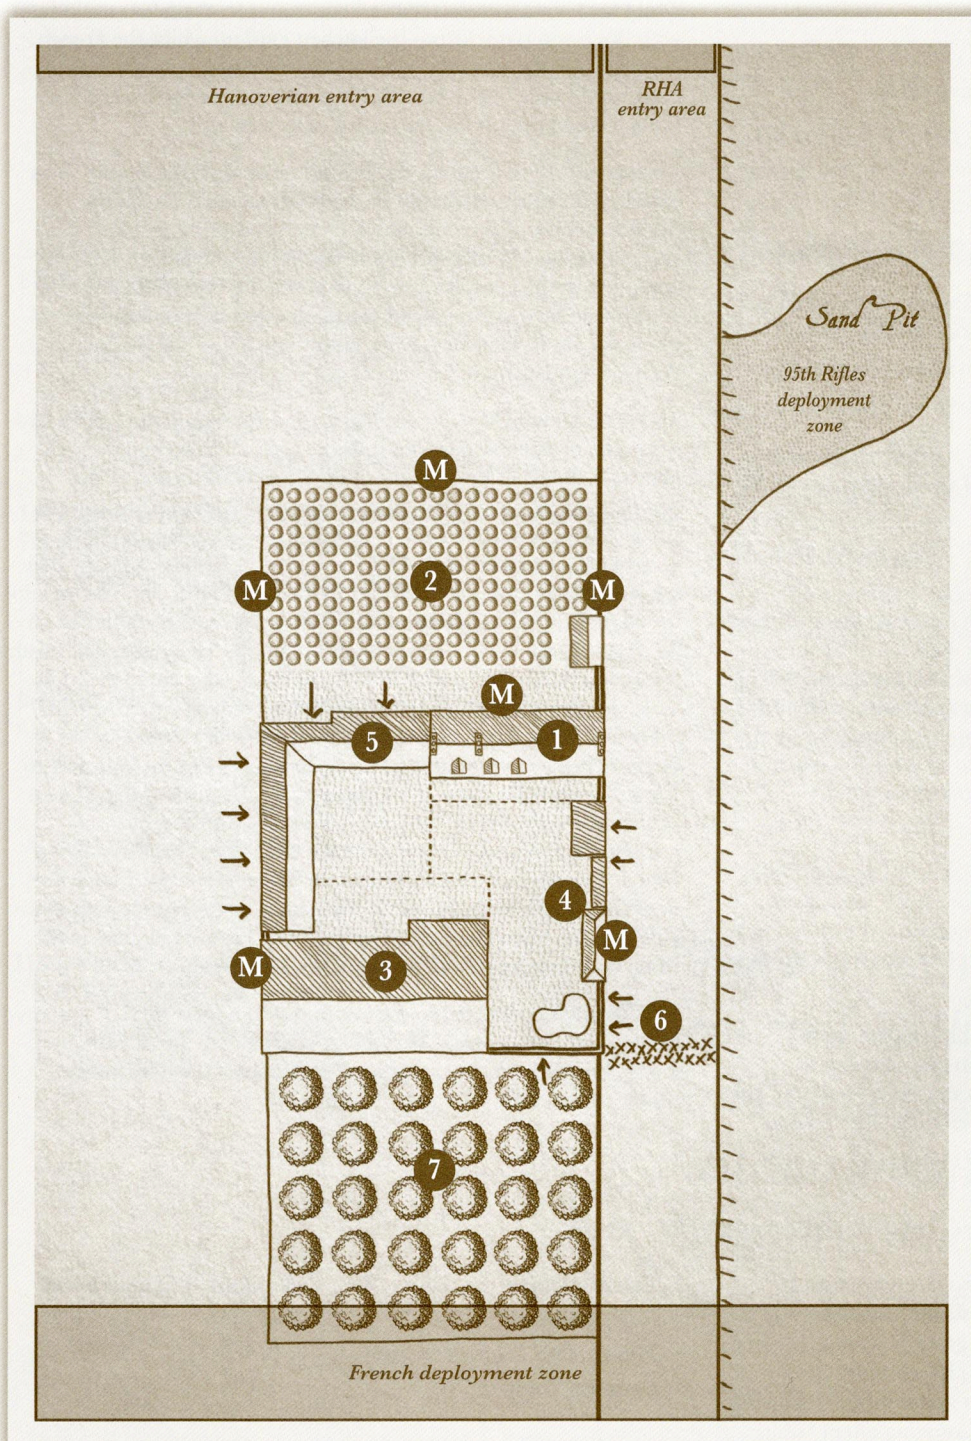 Hanoverian entry area
RHA
entry area
Sand Pit
95th Rifles
deployment
zone
M
2
M
M
M
5
1
4
M
M
3
6
7
French deployment zone